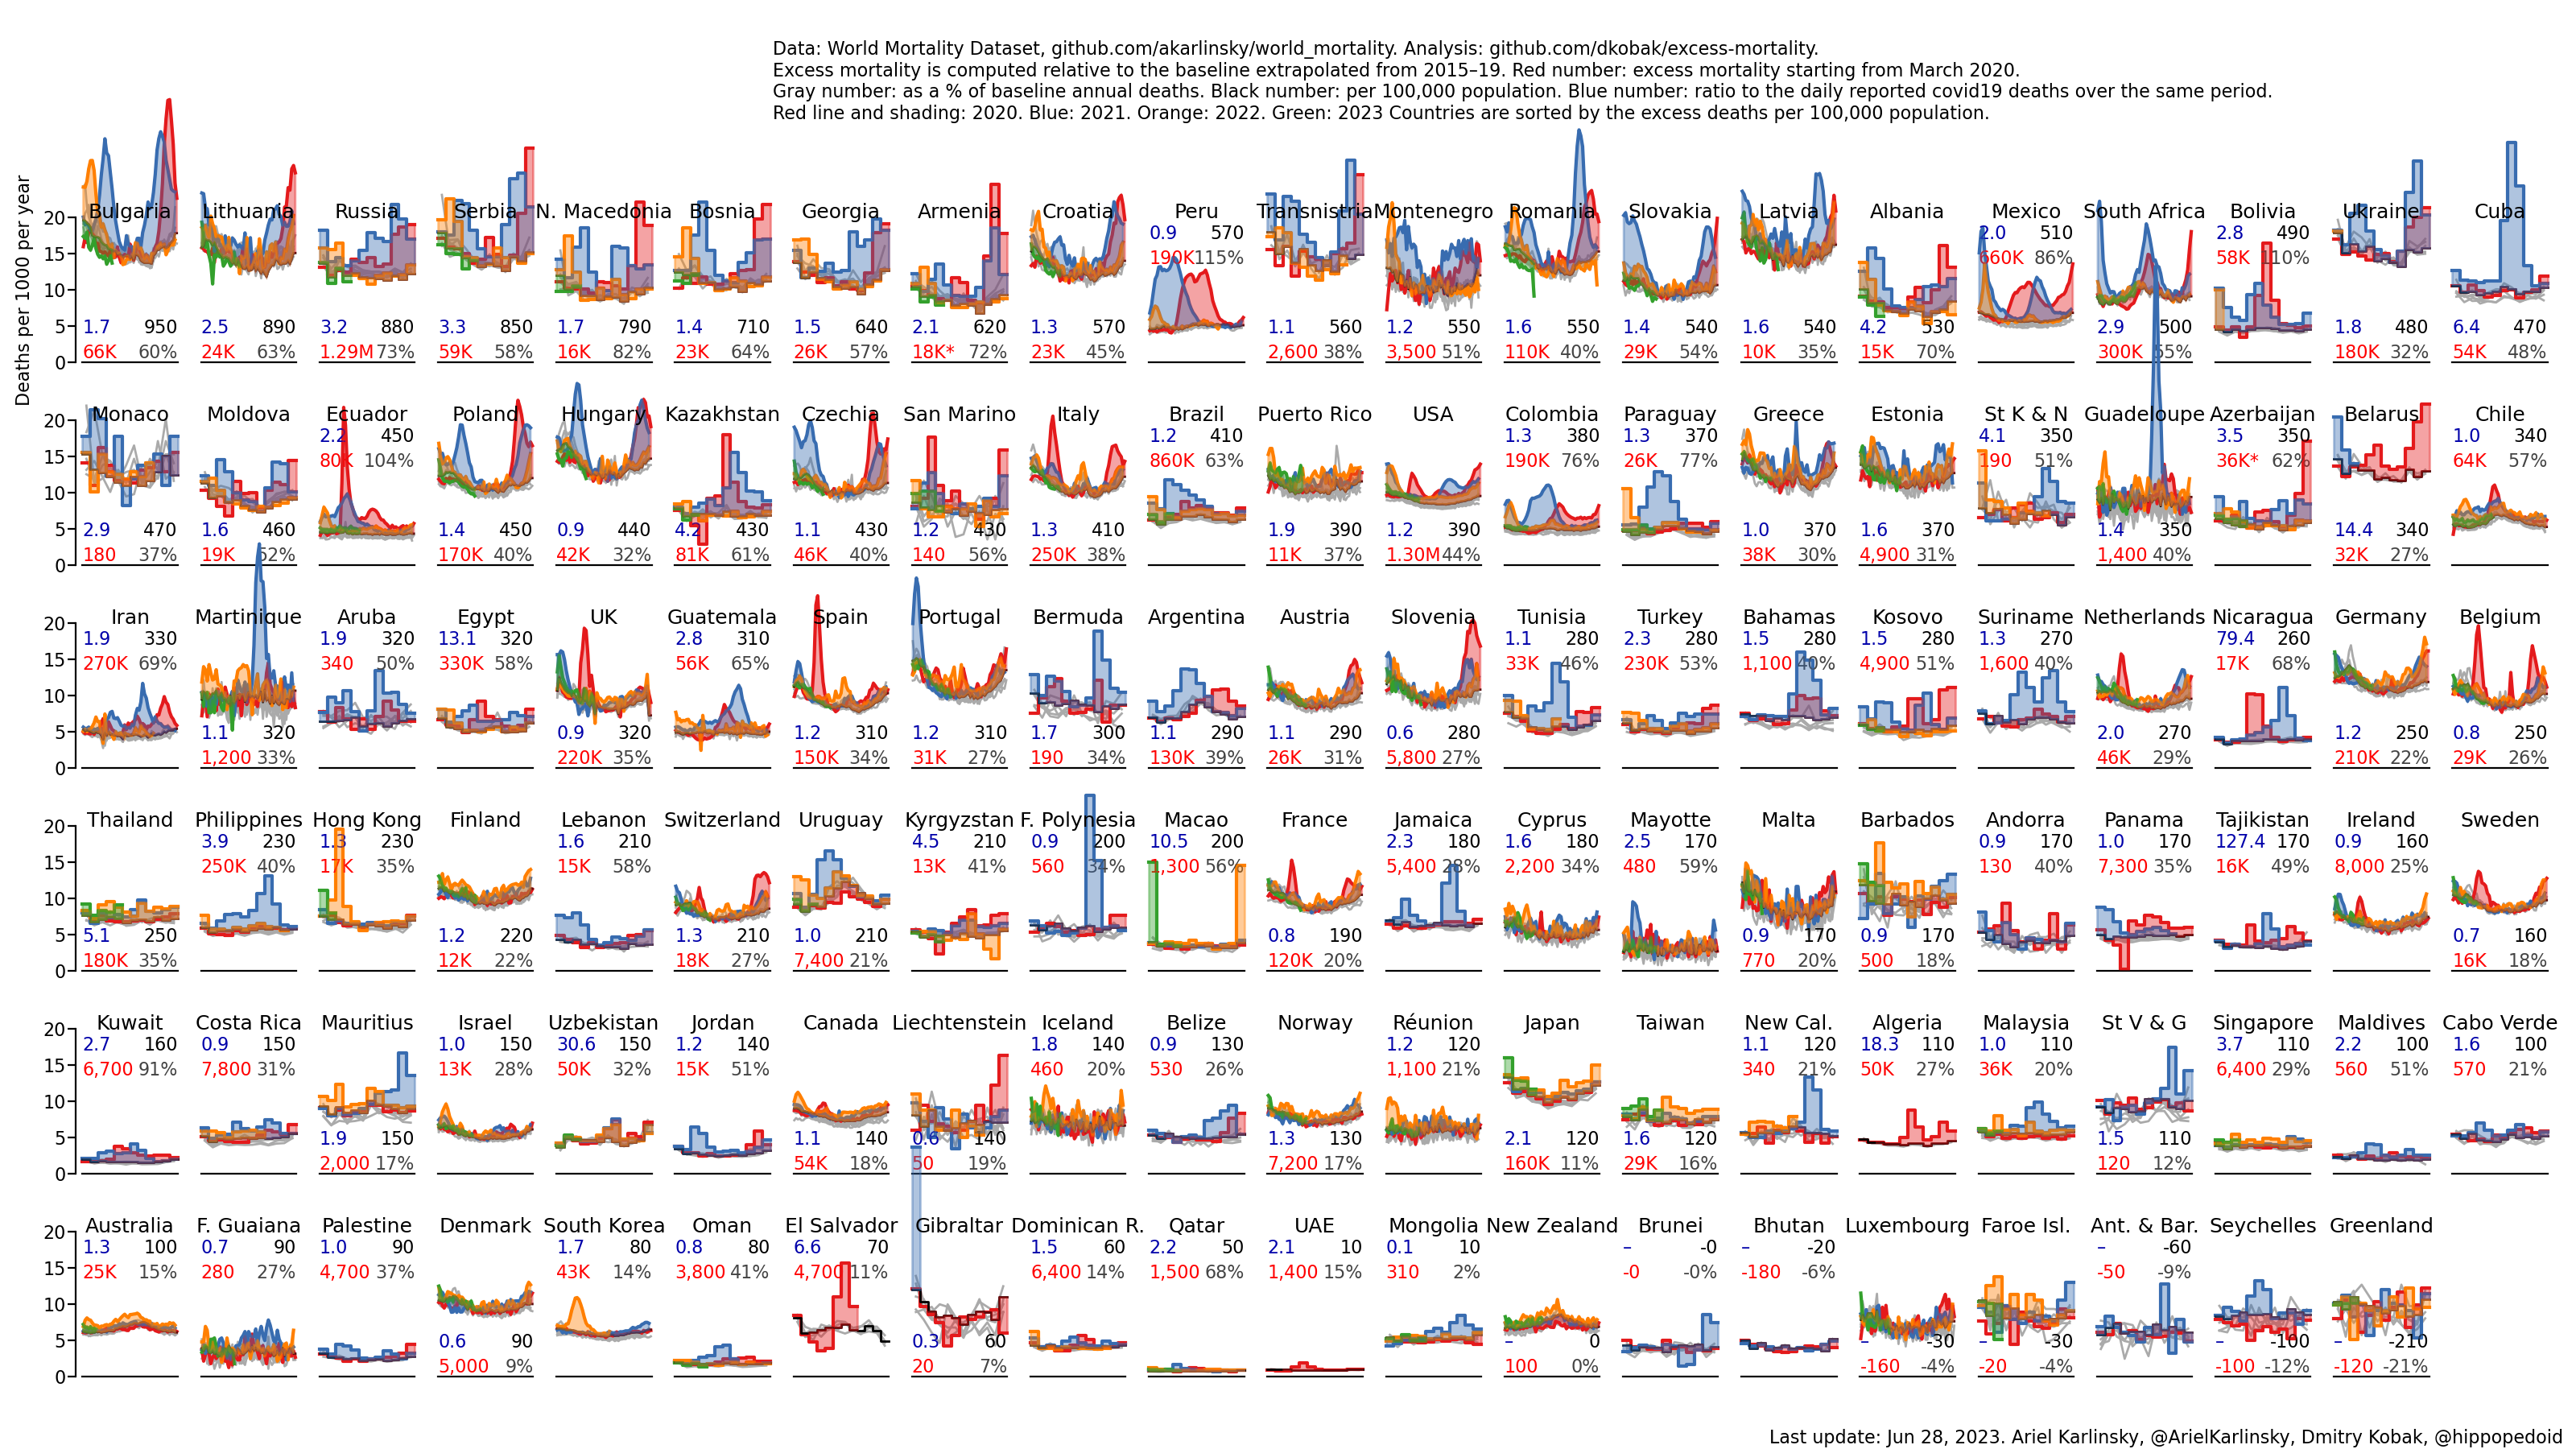 Data: World Mortality Dataset, github.com/akarlinsky/world_mortality. Analysis: github.com/dkobak/excess-mortality.
Excess mortality is computed relative to the baseline extrapolated from 2015–19. Red number: excess mortality starting from March 2020.
Gray number: as a % of baseline annual deaths. Black number: per 100,000 population. Blue number: ratio to the daily reported covid19 deaths over the same period.
Red line and shading: 2020. Blue: 2021. Orange: 2022. Green: 2023 Countries are sorted by the excess deaths per 100,000 population.
Deaths per 1000 per year
20
15
10
5
0
Bulgaria
1.7 950
66K 60%
Lithuania
2.5 890
24K 63%
Russia
3.2 880
1.29M 73%
Serbia
3.3 850
59K 58%
N. Macedonia
1.7 790
16K 82%
Bosnia
1.4 710
23K 64%
Georgia
1.5 640
26K 57%
Armenia
2.1 620
18K* 72%
Croatia
1.3 570
23K 45%
Peru
0.9 570
190K 115%
Transnistria
1.1 560
2,600 38%
Montenegro
1.2 550
3,500 51%
Romania
1.6 550
110K 40%
Slovakia
1.4 540
29K 54%
Latvia
1.6 540
10K 35%
Albania
4.2 530
15K 70%
Mexico
2.0 510
660K 86%
South Africa
2.9 500
300K 55%
Bolivia
2.8 490
58K 110%
Ukraine
1.8 480
180K 32%
Cuba
6.4 470
54K 48%
20
15
10
5
0
Monaco
2.9 470
180 37%
Moldova
1.6 460
19K 52%
Ecuador
2.2 450
80K 104%
Poland
1.4 450
170K 40%
Hungary
0.9 440
42K 32%
Kazakhstan
4.2 430
81K 61%
Czechia
1.1 430
46K 40%
San Marino
1.2 430
140 56%
Italy
1.3 410
250K 38%
Brazil
1.2 410
860K 63%
Puerto Rico
1.9 390
11K 37%
USA
1.2 390
1.30M 44%
Colombia
1.3 380
190K 76%
Paraguay
1.3 370
26K 77%
Greece
1.0 370
38K 30%
Estonia
1.6 370
4,900 31%
St K & N
4.1 350
190 51%
Guadeloupe
1.4 350
1,400 40%
Azerbaijan
3.5 350
36K* 62%
Belarus
14.4 340
32K 27%
Chile
1.0 340
64K 57%
20
15
10
5
0
Iran
1.9 330
270K 69%
Martinique
1.1 320
1,200 33%
Aruba
1.9 320
340 50%
Egypt
13.1 320
330K 58%
UK
0.9 320
220K 35%
Guatemala
2.8 310
56K 65%
Spain
1.2 310
150K 34%
Portugal
1.2 310
31K 27%
Bermuda
1.7 300
190 34%
Argentina
1.1 290
130K 39%
Austria
1.1 290
26K 31%
Slovenia
0.6 280
5,800 27%
Tunisia
1.1 280
33K 46%
Turkey
2.3 280
230K 53%
Bahamas
1.5 280
1,100 40%
Kosovo
1.5 280
4,900 51%
Suriname
1.3 270
1,600 40%
Netherlands
2.0 270
46K 29%
Nicaragua
79.4 260
17K 68%
Germany
1.2 250
210K 22%
Belgium
0.8 250
29K 26%
20
15
10
5
0
Thailand
5.1 250
180K 35%
Philippines
3.9 230
250K 40%
Hong Kong
1.3 230
17K 35%
Finland
1.2 220
12K 22%
Lebanon
1.6 210
15K 58%
Switzerland
1.3 210
18K 27%
Uruguay
1.0 210
7,400 21%
Kyrgyzstan
4.5 210
13K 41%
F. Polynesia
0.9 200
560 34%
Macao
10.5 200
1,300 56%
France
0.8 190
120K 20%
Jamaica
2.3 180
5,400 28%
Cyprus
1.6 180
2,200 34%
Mayotte
2.5 170
480 59%
Malta
0.9 170
770 20%
Barbados
0.9 170
500 18%
Andorra
0.9 170
130 40%
Panama
1.0 170
7,300 35%
Tajikistan
127.4 170
16K 49%
Ireland
0.9 160
8,000 25%
Sweden
0.7 160
16K 18%
20
15
10
5
0
Kuwait
2.7 160
6,700 91%
Costa Rica
0.9 150
7,800 31%
Mauritius
1.9 150
2,000 17%
Israel
1.0 150
13K 28%
Uzbekistan
30.6 150
50K 32%
Jordan
1.2 140
15K 51%
Canada
1.1 140
54K 18%
Liechtenstein
0.6 140
50 19%
Iceland
1.8 140
460 20%
Belize
0.9 130
530 26%
Norway
1.3 130
7,200 17%
Réunion
1.2 120
1,100 21%
Japan
2.1 120
160K 11%
Taiwan
1.6 120
29K 16%
New Cal.
1.1 120
340 21%
Algeria
18.3 110
50K 27%
Malaysia
1.0 110
36K 20%
St V & G
1.5 110
120 12%
Singapore
3.7 110
6,400 29%
Maldives
2.2 100
560 51%
Cabo Verde
1.6 100
570 21%
20
15
10
5
0
Australia
1.3 100
25K 15%
F. Guaiana
0.7 90
280 27%
Palestine
1.0 90
4,700 37%
Denmark
0.6 90
5,000 9%
South Korea
1.7 80
43K 14%
Oman
0.8 80
3,800 41%
El Salvador
6.6 70
4,700 11%
Gibraltar
0.3 60
20 7%
Dominican R.
1.5 60
6,400 14%
Qatar
2.2 50
1,500 68%
UAE
2.1 10
1,400 15%
Mongolia
0.1 10
310 2%
New Zealand
– 0
100 0%
Brunei
– -0
-0 -0%
Bhutan
– -20
-180 -6%
Luxembourg
– -30
-160 -4%
Faroe Isl.
– -30
-20 -4%
Ant. & Bar.
– -60
-50 -9%
Seychelles
– -100
-100 -12%
Greenland
– -210
-120 -21%
Last update: Jun 28, 2023. Ariel Karlinsky, @ArielKarlinsky, Dmitry Kobak, @hippopedoid